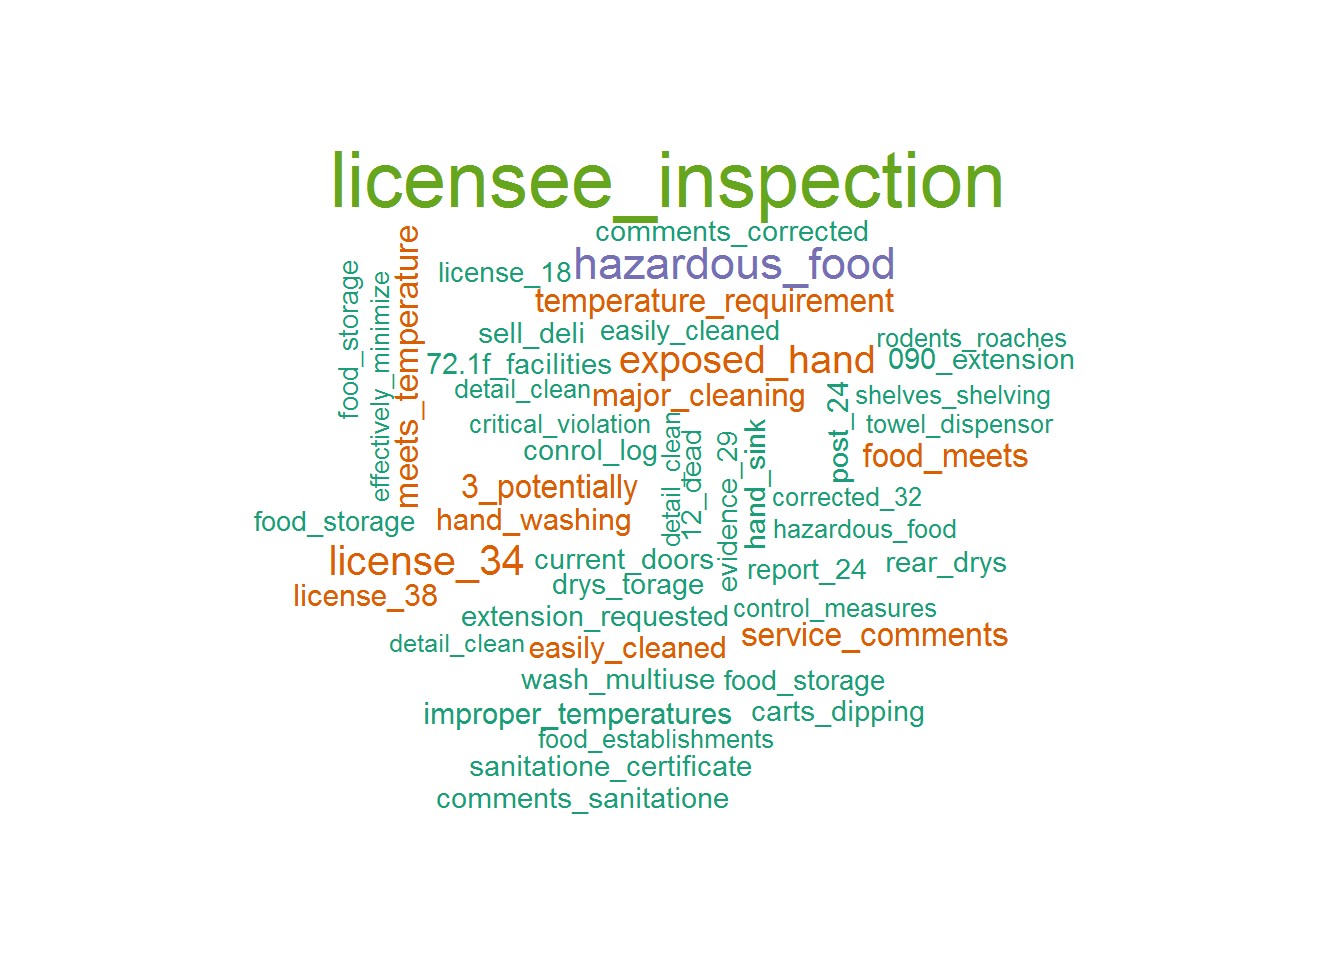 licensee_inspection
comments_corrected
food_storage
effectively_minimize
meets_temperature
license_18
hazardous_food
temperature_requirement
sell_deli
easily_cleaned
rodents_roaches
72.1f_facilities
exposed_hand
090_extension
detail_clean
major_cleaning
post_24
shelves_shelving
critical_violation
detail_clean
12_dead
evidence_29
hand_sink
towel_dispensor
conrol_log
food_meets
3_potentially
corrected_32
food_storage
hand_washing
hazardous_food
license_34
current_doors
report_24
rear_drys
license_38
drys_torage
extension_requested
control_measures
detail_clean
easily_cleaned
service_comments
wash_multiuse
food_storage
improper_temperatures
carts_dipping
food_establishments
sanitatione_certificate
comments_sanitatione